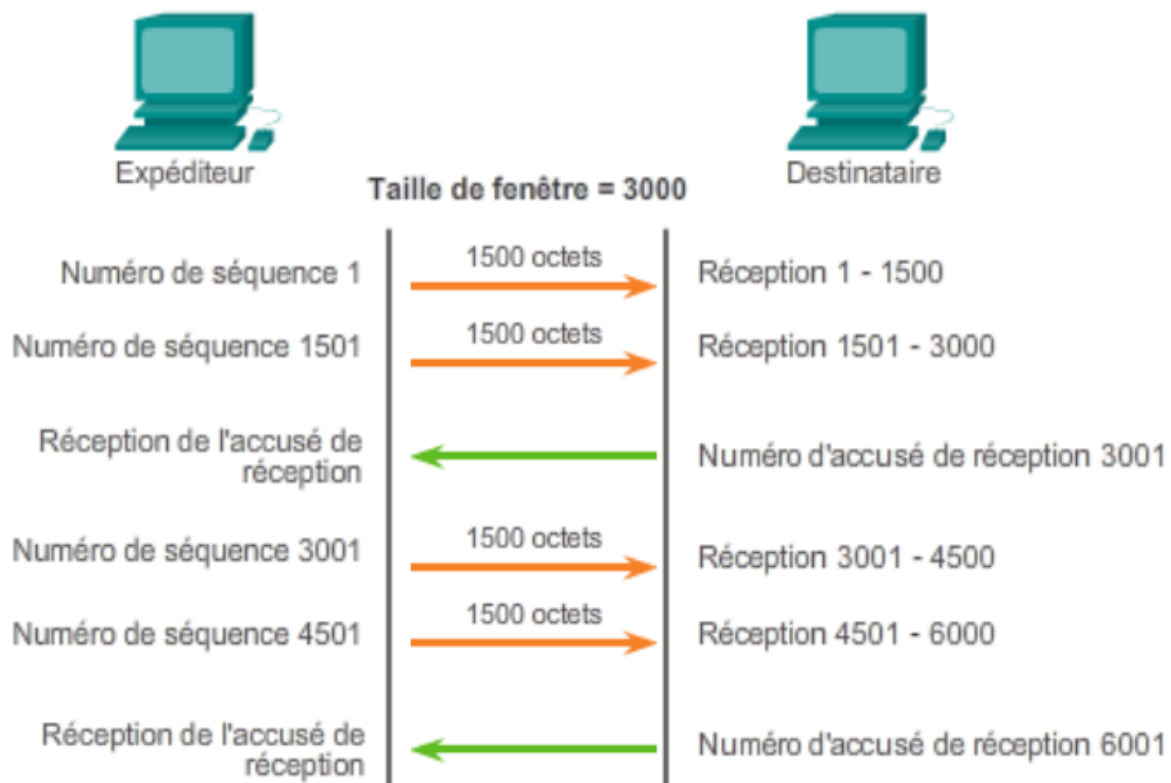 Expéditeur
Destinataire
Taille de fenêtre = 3000
Numéro de séquence 1
1500 octets
Réception 1 - 1500
Numéro de séquence 1501
1500 octets
Réception 1501 - 3000
Réception de l'accusé de
réception
Numéro d'accusé de réception 3001
Numéro de séquence 3001
1500 octets
Réception 3001 - 4500
Numéro de séquence 4501
1500 octets
Réception 4501 - 6000
Réception de l'accusé de
réception
Numéro d'accusé de réception 6001